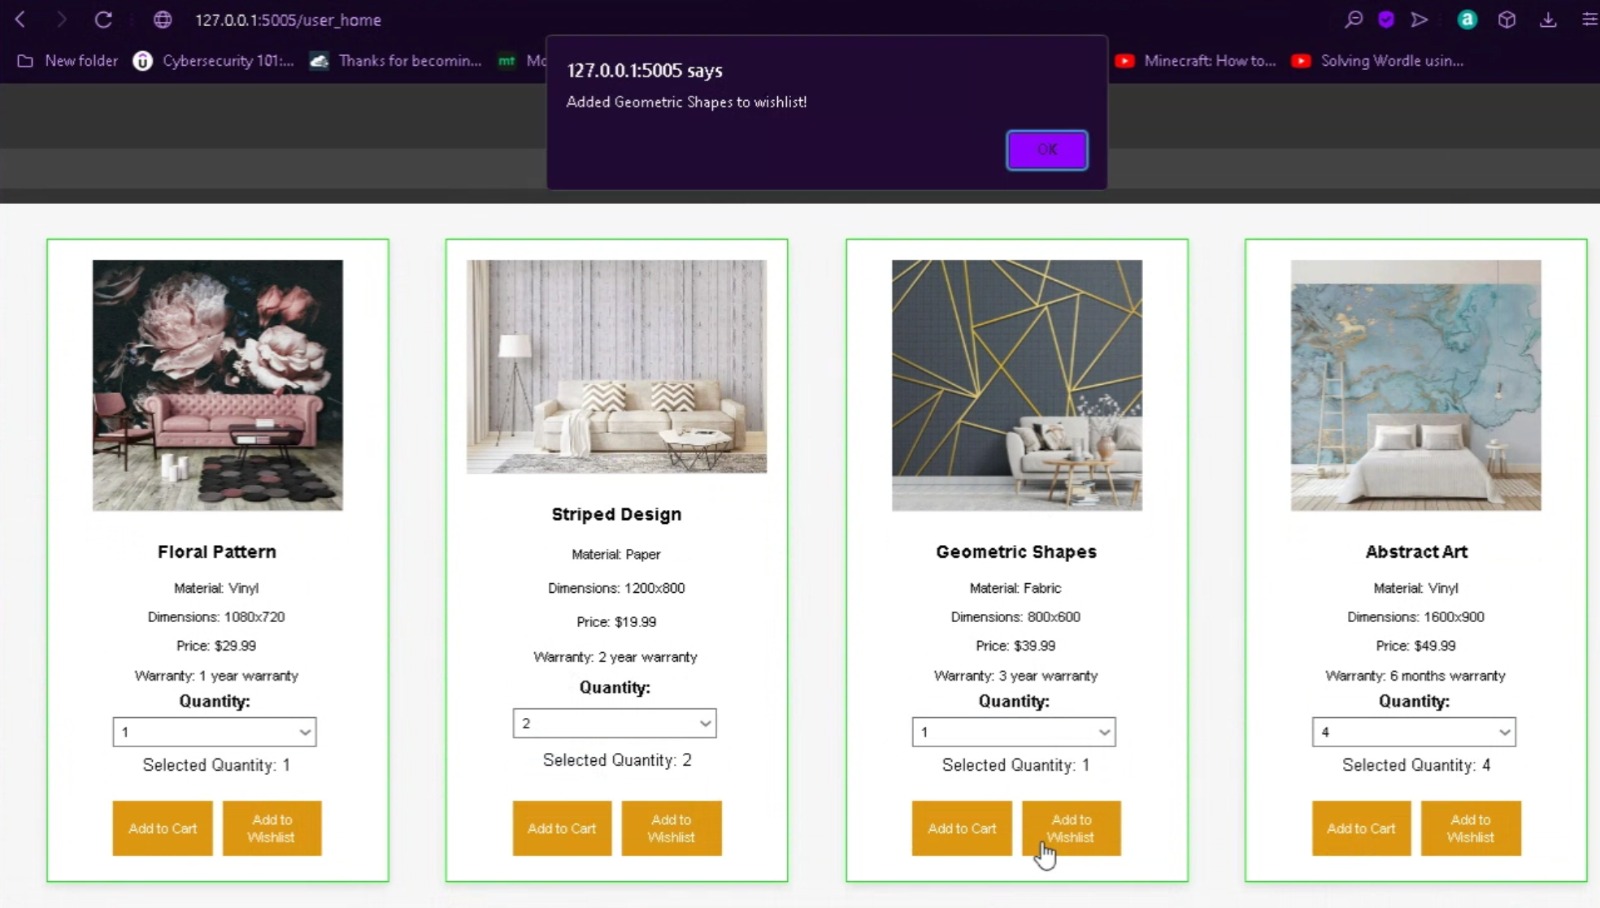 127.0.0.1:5005/user_home
New folder
Cybersecurity 101:...
Thanks for becomin...
mt
Mo
Minecraft: How to...
Solving Wordle usin...
127.0.0.1:5005 says
Added Geometric Shapes to wishlist!
OK
Floral Pattern
Material: Vinyl
Dimensions: 1080x720
Price: $29.99
Warranty: 1 year warranty
Quantity:
1
Selected Quantity: 1
Add to Cart
Add to
Wishlist
Striped Design
Material: Paper
Dimensions: 1200x800
Price: $19.99
Warranty: 2 year warranty
Quantity:
2
Selected Quantity: 2
Add to Cart
Add to
Wishlist
Geometric Shapes
Material: Fabric
Dimensions: 800x600
Price: $39.99
Warranty: 3 year warranty
Quantity:
1
Selected Quantity: 1
Add to Cart
Add to
Wishlist
Abstract Art
Material: Vinyl
Dimensions: 1600x900
Price: $49.99
Warranty: 6 months warranty
Quantity:
4
Selected Quantity: 4
Add to Cart
Add to
Wishlist